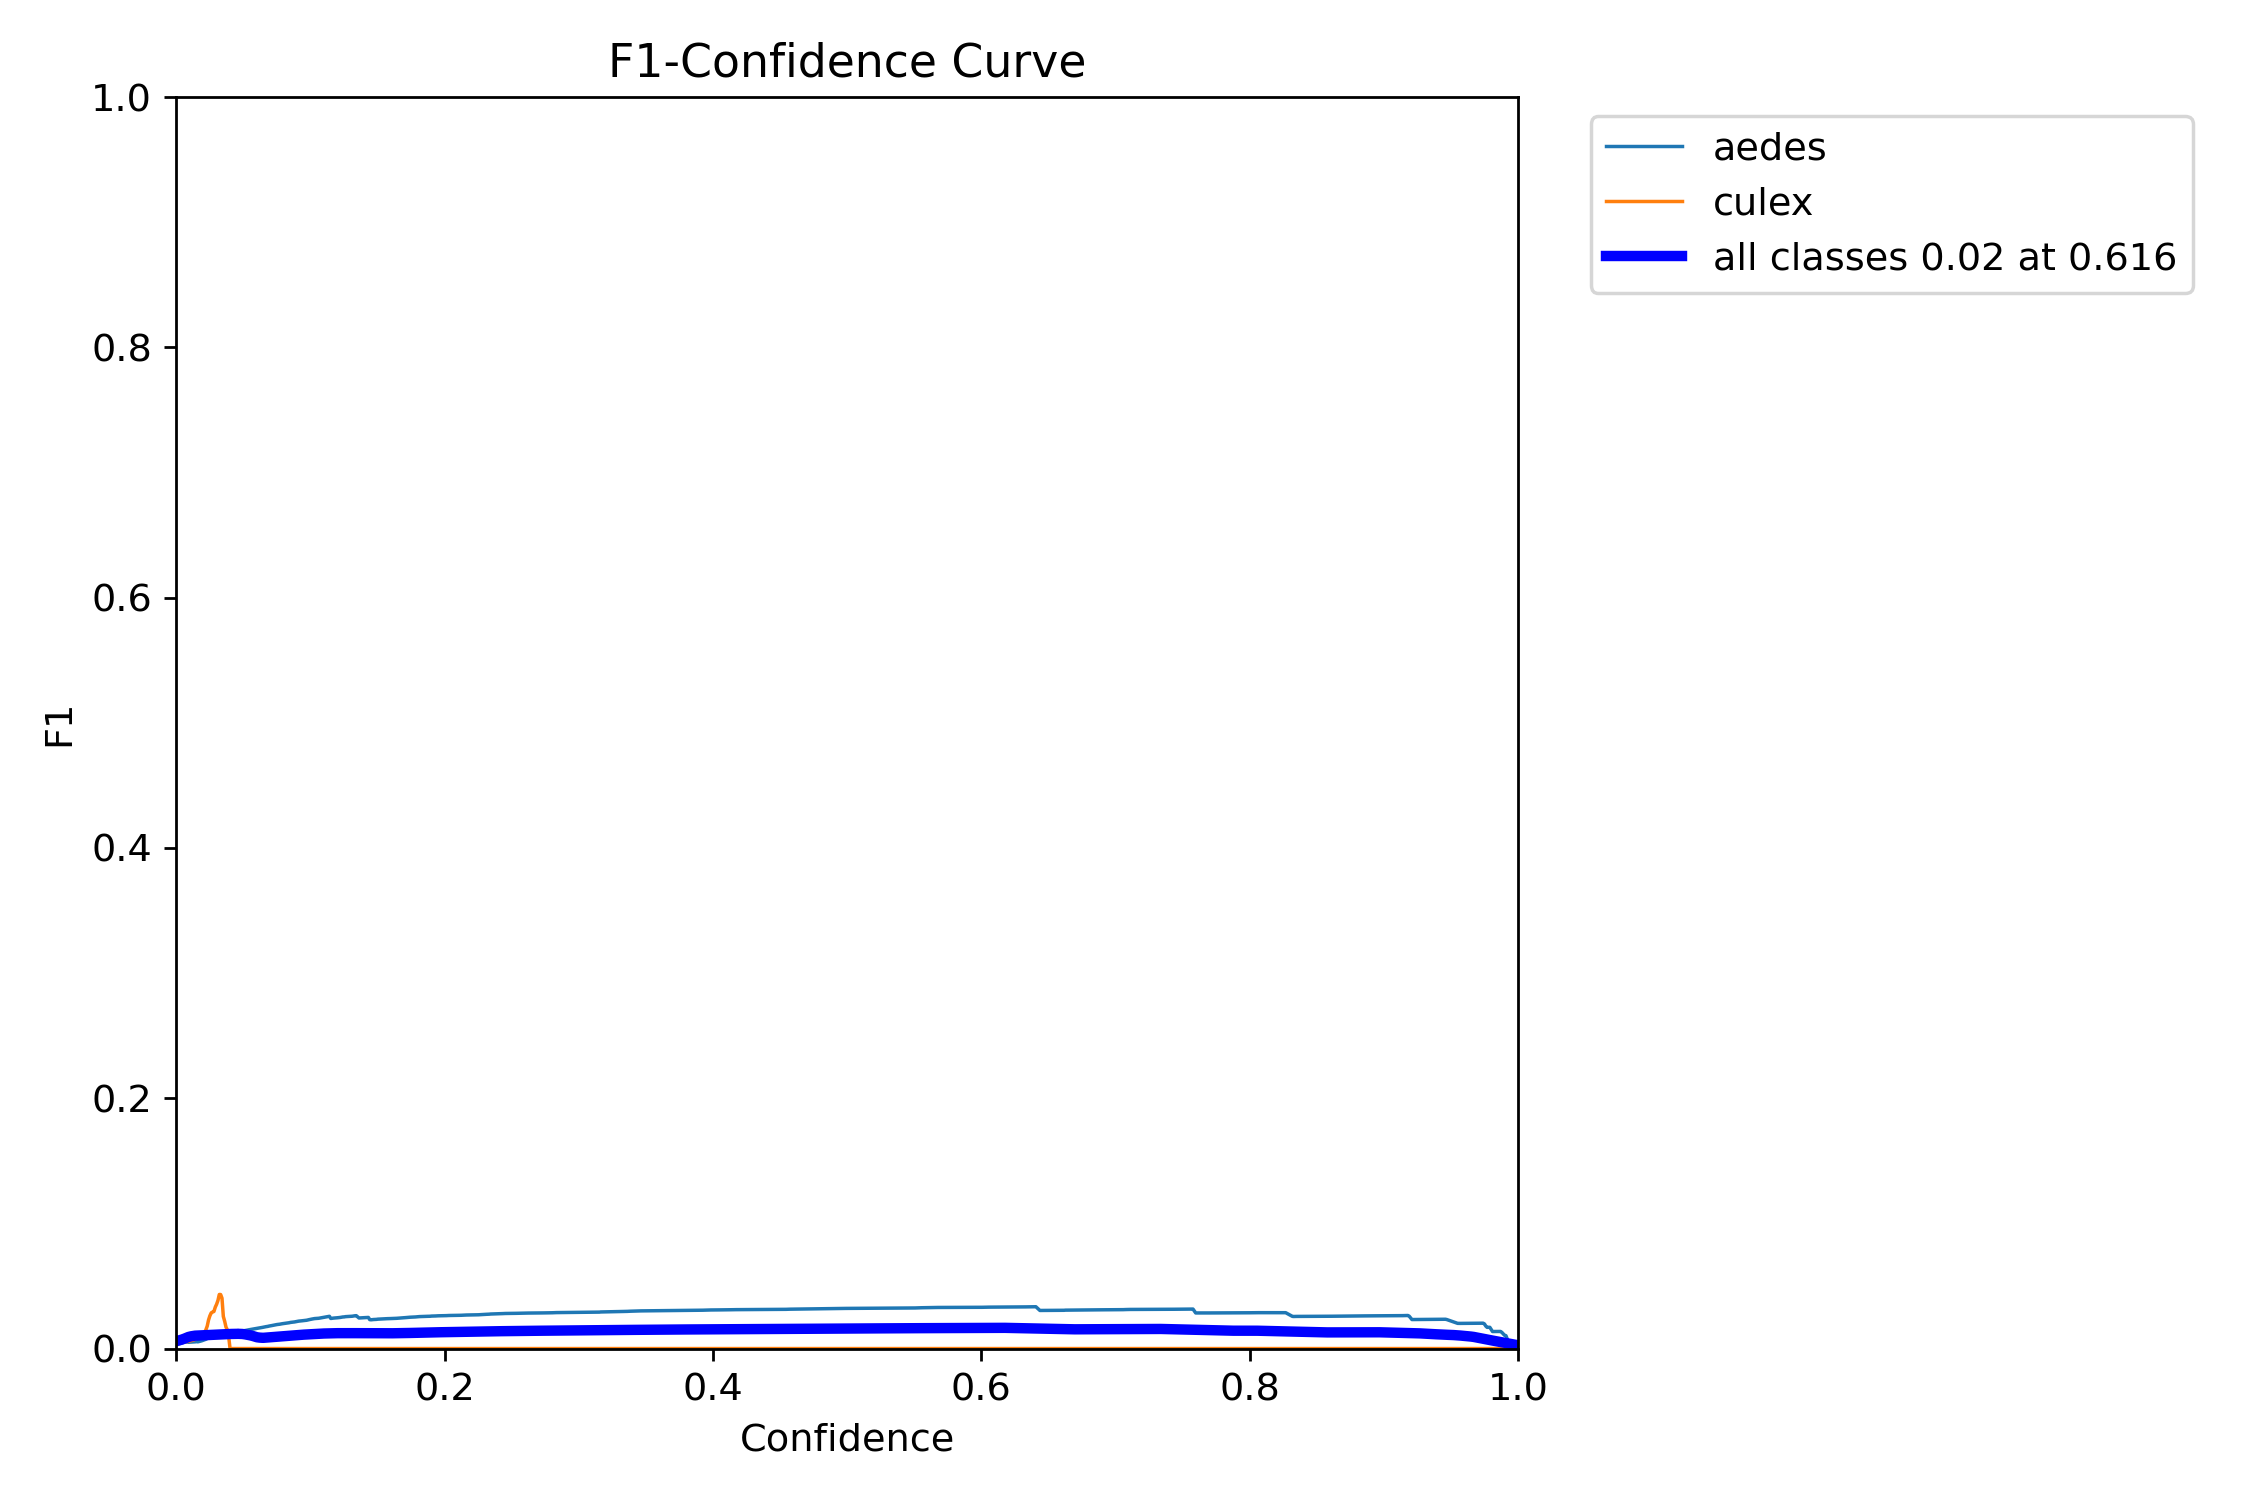 F1-Confidence Curve
1.0
0.8
0.6
0.4
0.2
0.0
F1
0.0 0.2 0.4 0.6 0.8 1.0
Confidence
aedes
culex
all classes 0.02 at 0.616